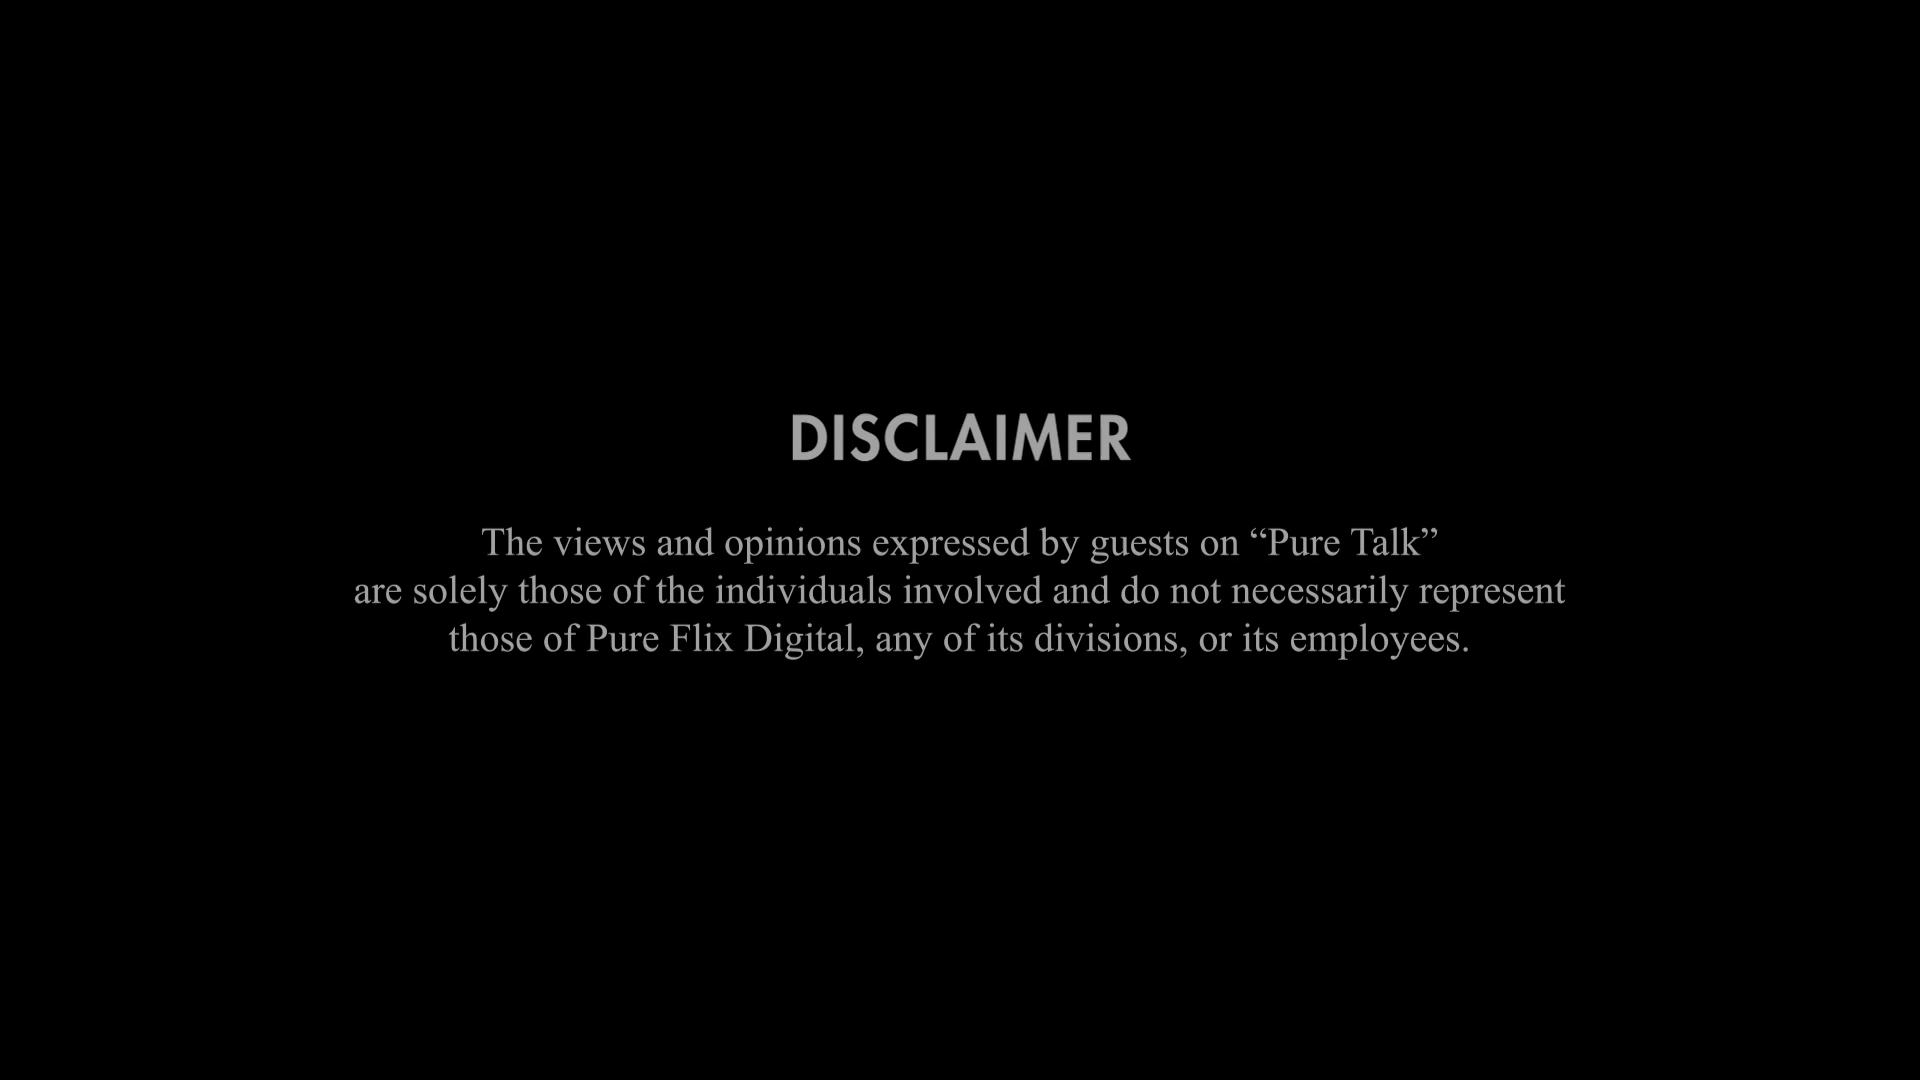 DISCLAIMER
The views and opinions expressed by guests on “Pure Talk”
are solely those of the individuals involved and do not necessarily represent
those of Pure Flix Digital, any of its divisions, or its employees.